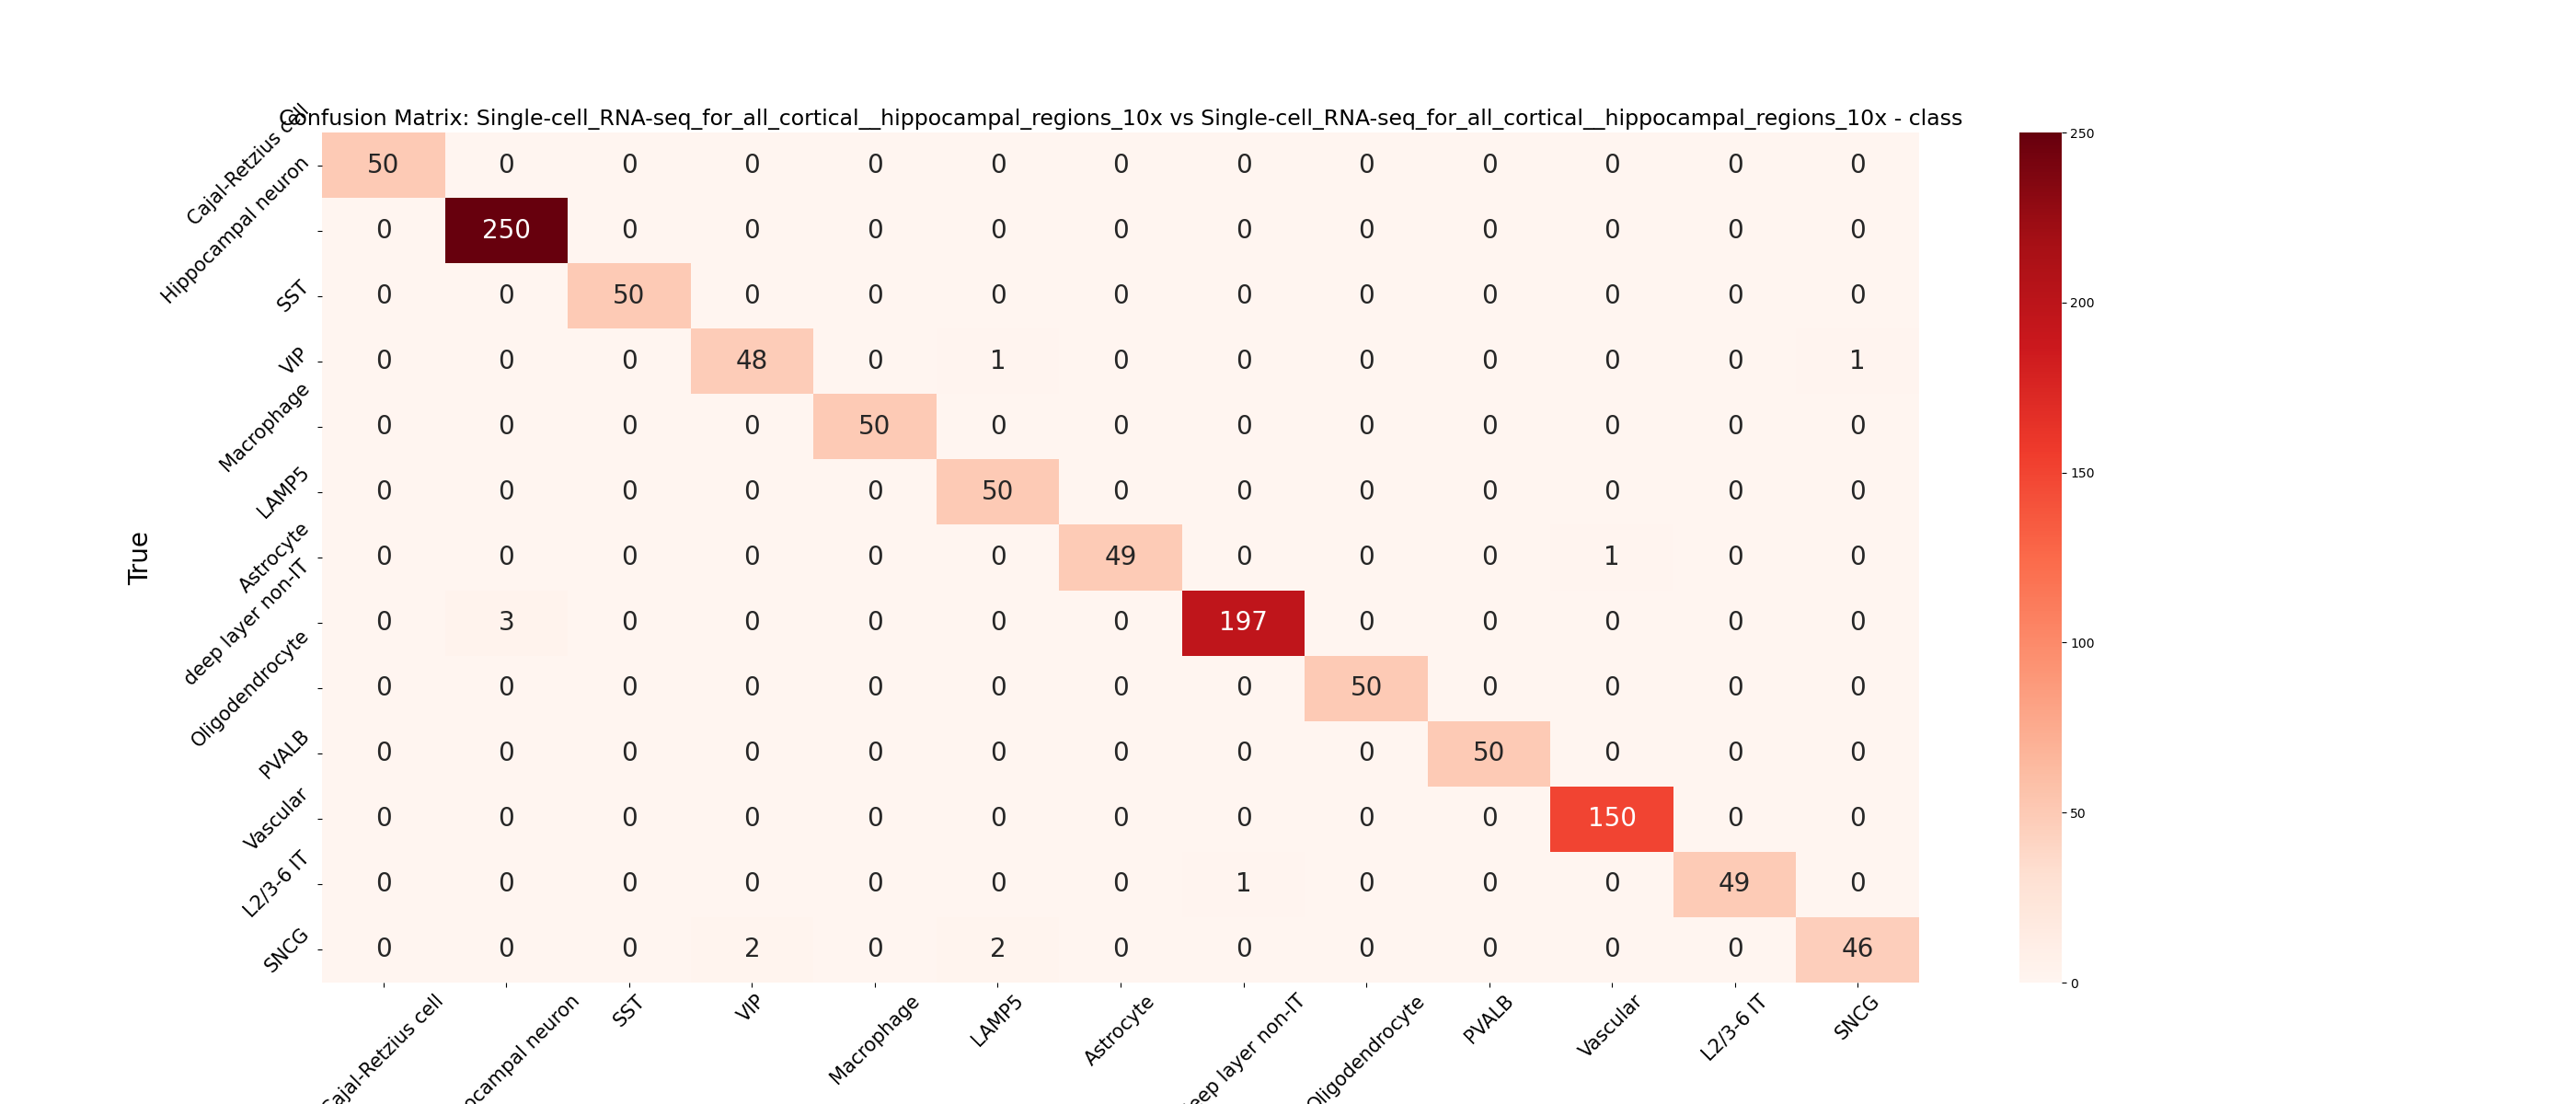 Confusion Matrix: Single-cell_RNA-seq_for_all_cortical__hippocampal_regions_10x vs Single-cell_RNA-seq_for_all_cortical__hippocampal_regions_10x - class
True
Cajal-Retzius cell 50 0 0 0 0 0 0 0 0 0 0 0 0
Hippocampal neuron 0 250 0 0 0 0 0 0 0 0 0 0 0
SST 0 0 50 0 0 0 0 0 0 0 0 0 0
VIP 0 0 0 48 0 1 0 0 0 0 0 0 1
Macrophage 0 0 0 0 50 0 0 0 0 0 0 0 0
LAMP5 0 0 0 0 0 50 0 0 0 0 0 0 0
Astrocyte 0 0 0 0 0 0 49 0 0 0 1 0 0
deep layer non-IT 0 3 0 0 0 0 0 197 0 0 0 0 0
Oligodendrocyte 0 0 0 0 0 0 0 0 50 0 0 0 0
PVALB 0 0 0 0 0 0 0 0 0 50 0 0 0
Vascular 0 0 0 0 0 0 0 0 0 0 150 0 0
L2/3-6 IT 0 0 0 0 0 0 0 1 0 0 0 49 0
SNCG 0 0 0 2 0 2 0 0 0 0 0 0 46
Cajal-Retzius cell
ocampal neuron
SST
VIP
Macrophage
LAMP5
Astrocyte
eep layer non-IT
Oligodendrocyte
PVALB
Vascular
L2/3-6 IT
SNCG
250
200
150
100
50
0